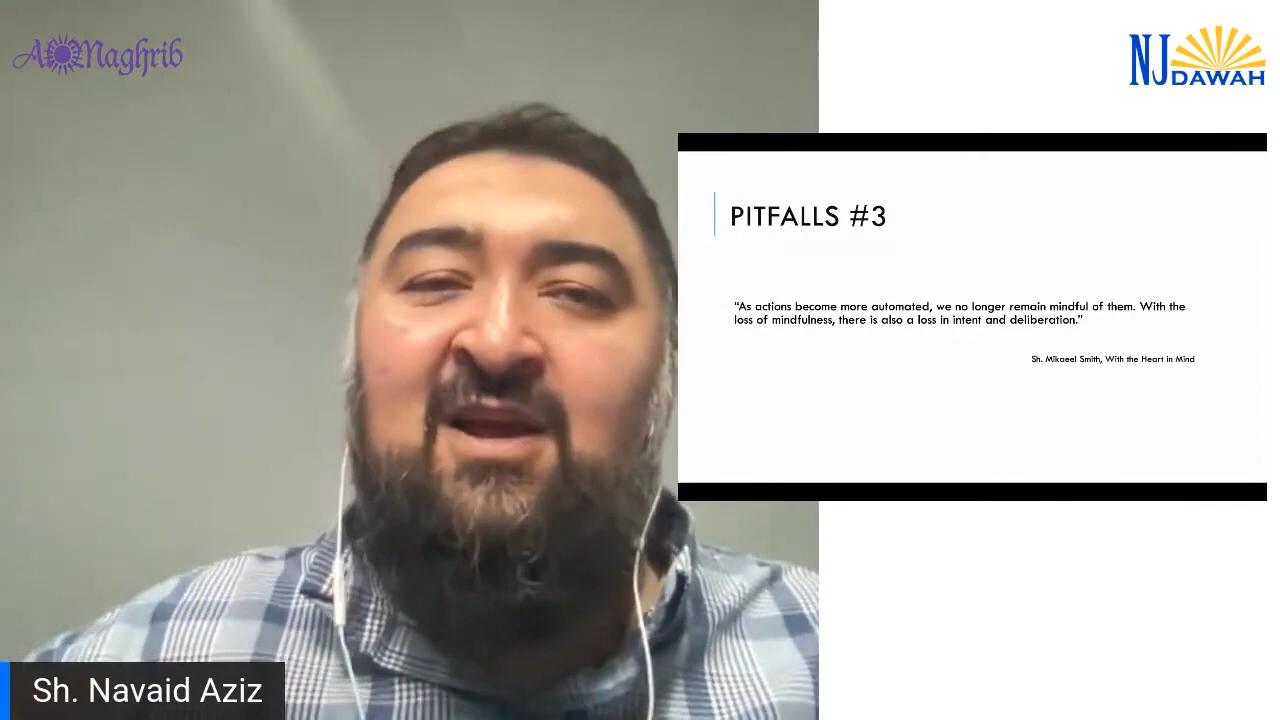 AlMaghrib
NJ
DAWAH
PITFALLS #3
“As actions become more automated, we no longer remain mindful of them. With the
loss of mindfulness, there is also a loss in intent and deliberation.”
Sh. Mikaeel Smith, With the Heart in Mind
Sh. Navaid Aziz